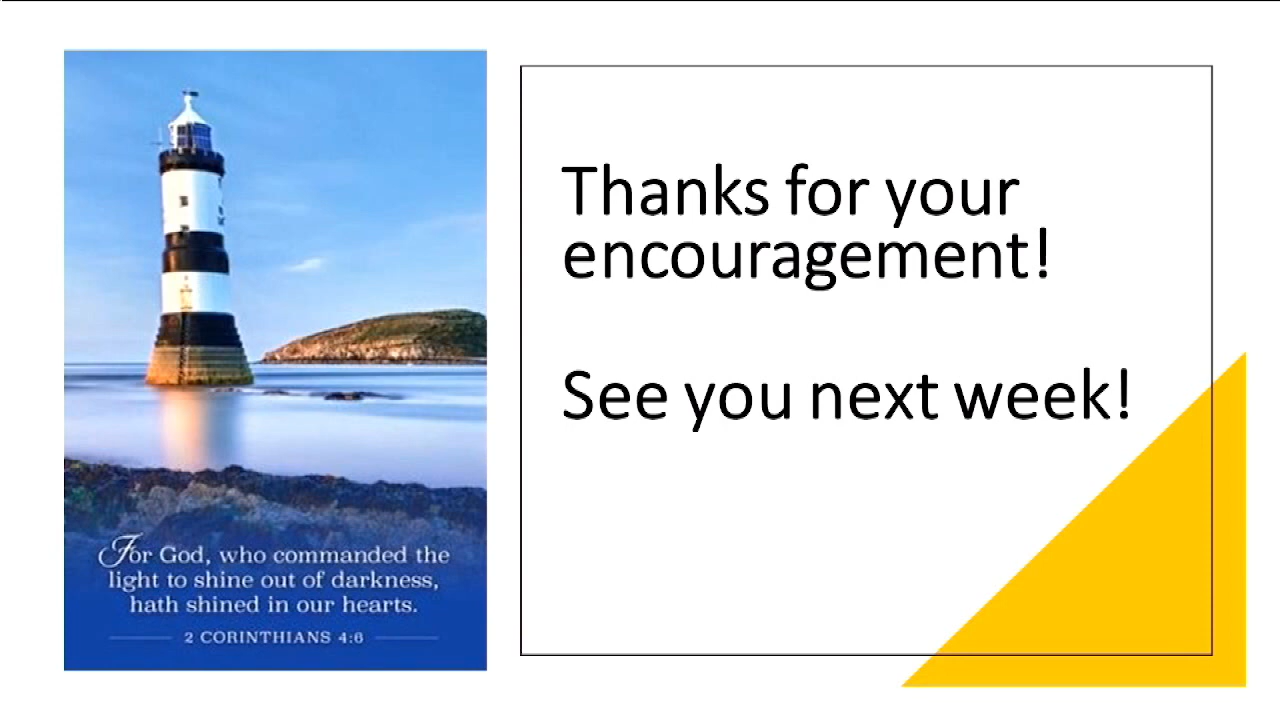 For God, who commanded the
light to shine out of darkness,
hath shined in our hearts.
2 CORINTHIANS 4:6
Thanks for your
encouragement!
See you next week!